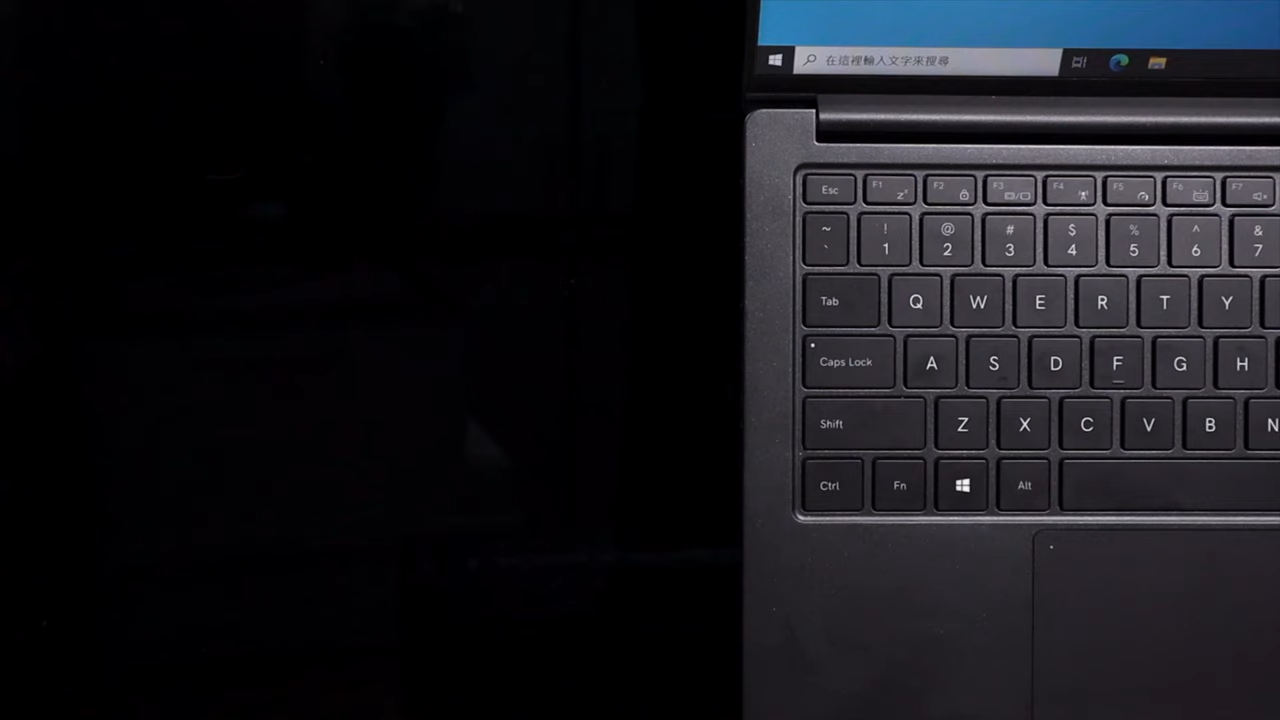 在這裡輸入文字來搜尋
Esc F1 z F2 F3 F4 F5 F6 F7
~ ! @ # $ % ^ &
` 1 2 3 4 5 6 7
Tab Q W E R T Y
Caps Lock A S D F G H
Shift Z X C V B N
Ctrl Fn Alt